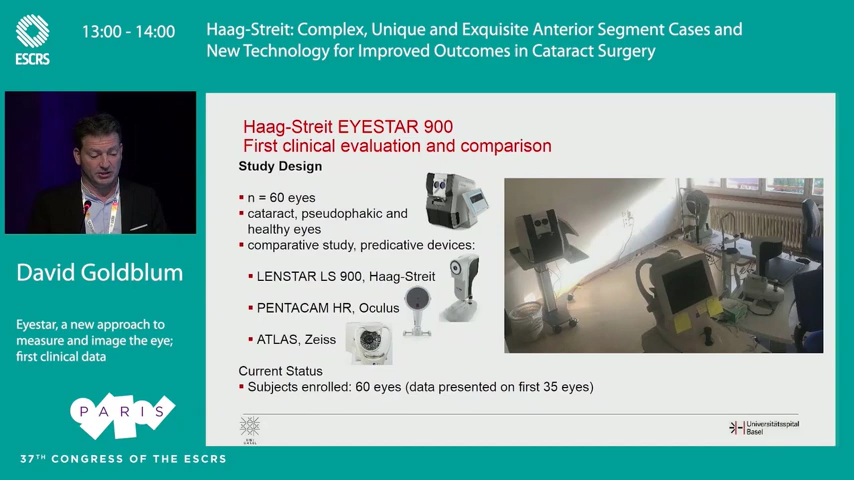 ESCRS
13:00 - 14:00
Haag-Streit: Complex, Unique and Exquisite Anterior Segment Cases and
New Technology for Improved Outcomes in Cataract Surgery
Haag-Streit EYESTAR 900
First clinical evaluation and comparison
Study Design
▪ n = 60 eyes
▪ cataract, pseudophakic and
healthy eyes
▪ comparative study, predicative devices:
▪ LENSTAR LS 900, Haag-Streit
▪ PENTACAM HR, Oculus
▪ ATLAS, Zeiss
Current Status
▪ Subjects enrolled: 60 eyes (data presented on first 35 eyes)
Universitätsspital
Basel
David Goldblum
Eyestar, a new approach to
measure and image the eye;
first clinical data
PARIS
37TH CONGRESS OF THE ESCRS